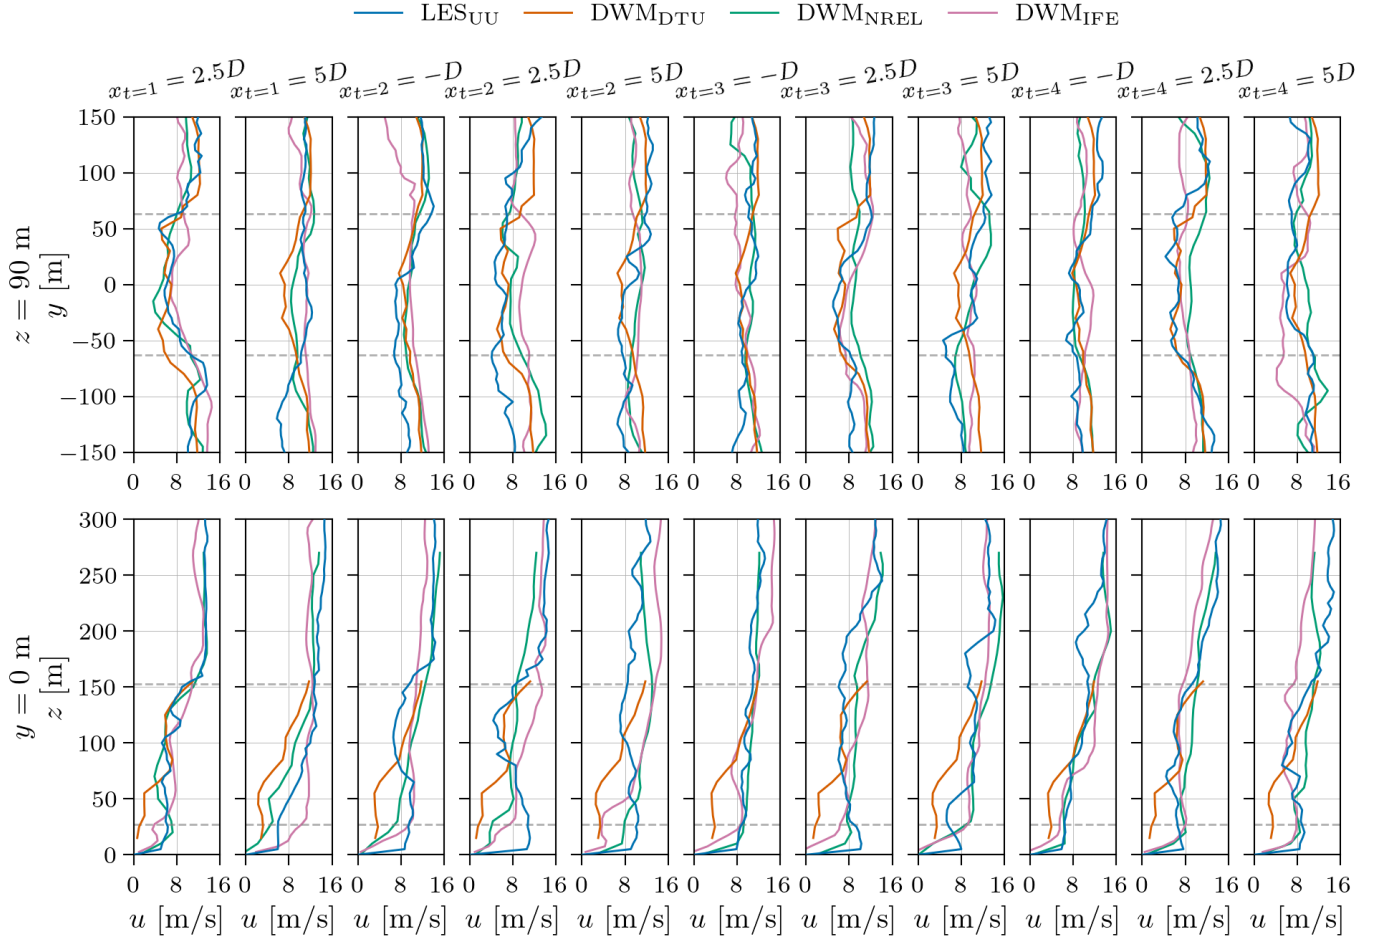 LES_UU DWM_DTU DWM_NREL DWM_IFE
x_t=1 = 2.5D x_t=1 = 5D x_t=2 = −D x_t=2 = 2.5D x_t=2 = 5D x_t=3 = −D x_t=3 = 2.5D x_t=3 = 5D x_t=4 = −D x_t=4 = 2.5D x_t=4 = 5D
z = 90 m
y [m]
150
100
50
0
−50
−100
−150
0 8 16 0 8 16 0 8 16 0 8 16 0 8 16 0 8 16 0 8 16 0 8 16 0 8 16 0 8 16 0 8 16
y = 0 m
z [m]
300
250
200
150
100
50
0
0 8 16 0 8 16 0 8 16 0 8 16 0 8 16 0 8 16 0 8 16 0 8 16 0 8 16 0 8 16 0 8 16
u [m/s] u [m/s] u [m/s] u [m/s] u [m/s] u [m/s] u [m/s] u [m/s] u [m/s] u [m/s] u [m/s]